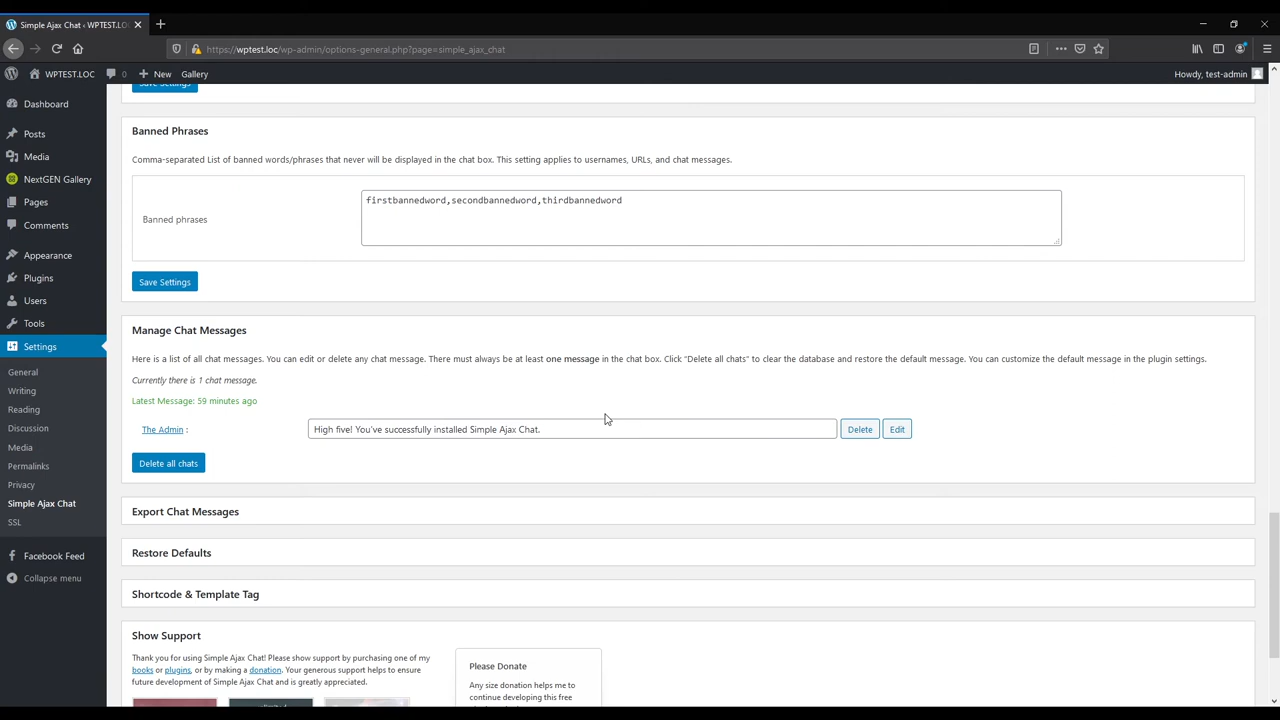 Simple Ajax Chat ‹ WPTEST.LO
https://wptest.loc/wp-admin/options-general.php?page=simple_ajax_chat
WPTEST.LOC 0 New Gallery Howdy, test-admin
Dashboard
Posts
Media
NextGEN Gallery
Pages
Comments
Appearance
Plugins
Users
Tools
Settings
General
Writing
Reading
Discussion
Media
Permalinks
Privacy
Simple Ajax Chat
SSL
Facebook Feed
Collapse menu
Save Settings
Banned Phrases
Comma-separated List of banned words/phrases that never will be displayed in the chat box. This setting applies to usernames, URLs, and chat messages.
Banned phrases
firstbannedword,secondbannedword,thirdbannedword
Save Settings
Manage Chat Messages
Here is a list of all chat messages. You can edit or delete any chat message. There must always be at least one message in the chat box. Click “Delete all chats” to clear the database and restore the default message. You can customize the default message in the plugin settings.
Currently there is 1 chat message.
Latest Message: 59 minutes ago
The Admin : High five! You've successfully installed Simple Ajax Chat. Delete Edit
Delete all chats
Export Chat Messages
Restore Defaults
Shortcode & Template Tag
Show Support
Thank you for using Simple Ajax Chat! Please show support by purchasing one of my
books or plugins, or by making a donation. Your generous support helps to ensure
future development of Simple Ajax Chat and is greatly appreciated.
Please Donate
Any size donation helps me to
continue developing this free